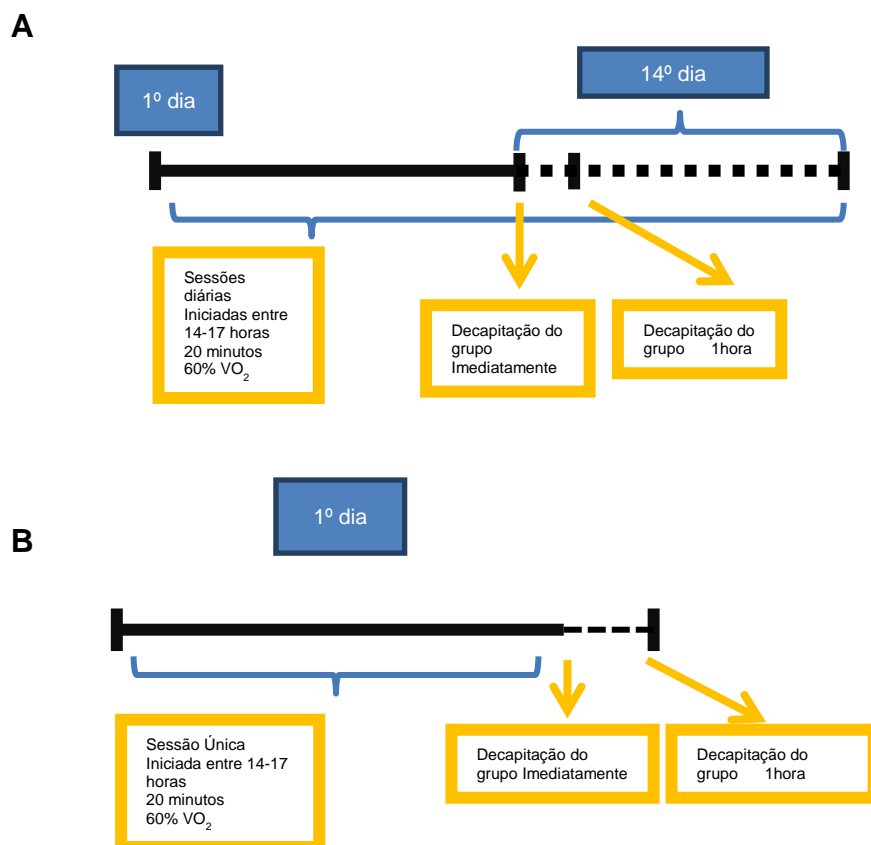 A
14º dia
1º dia
Sessões
diárias
Iniciadas entre
14-17 horas
20 minutos
60% VO2
Decapitação do
grupo
Imediatamente
Decapitação do
grupo 1hora
1º dia
B
Sessão Única
Iniciada entre 14-17
horas
20 minutos
60% VO2
Decapitação do
grupo Imediatamente
Decapitação do
grupo 1hora